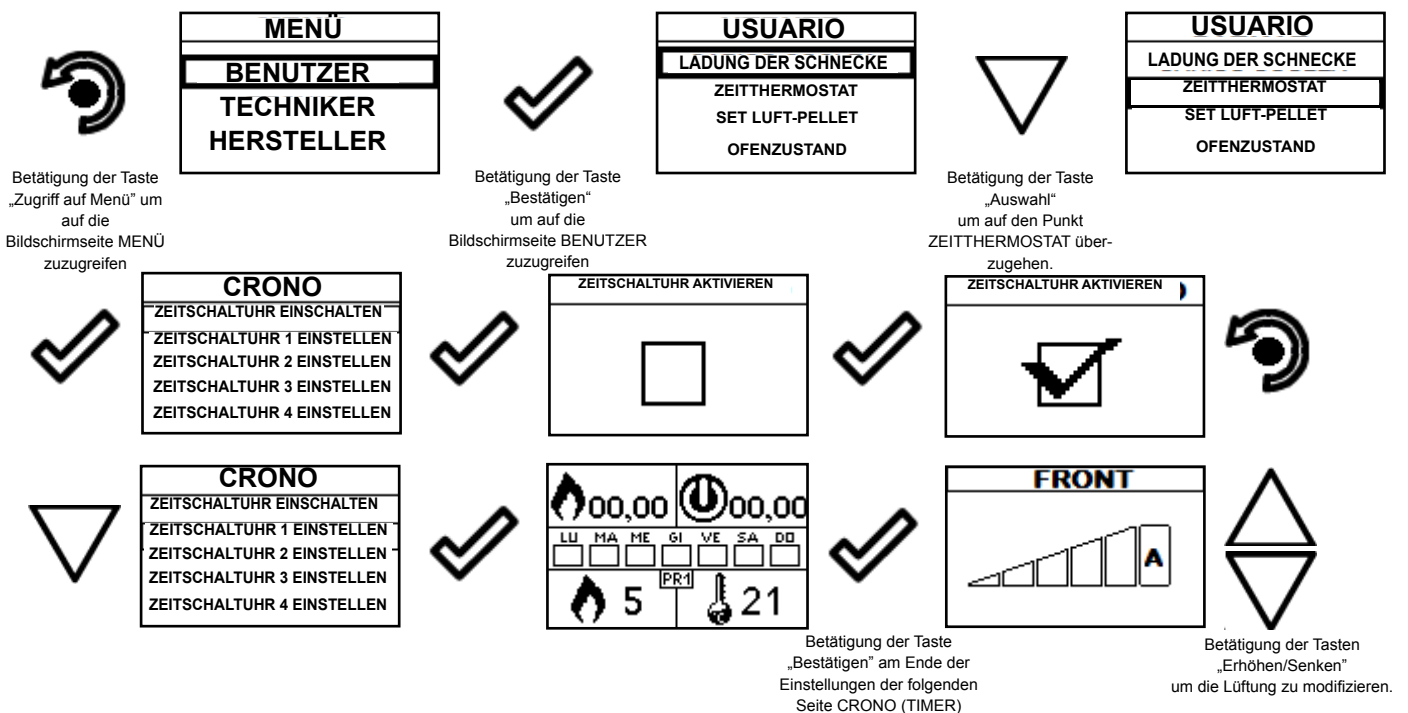 MENÜ
BENUTZER
TECHNIKER
HERSTELLER
USUARIO
LADUNG DER SCHNECKE
ZEITTHERMOSTAT
SET LUFT-PELLET
OFENZUSTAND
USUARIO
LADUNG DER SCHNECKE
ZEITTHERMOSTAT
SET LUFT-PELLET
OFENZUSTAND
Betätigung der Taste
„Zugriff auf Menü” um
auf die
Bildschirmseite MENÜ
zuzugreifen
Betätigung der Taste
„Bestätigen“
um auf die
Bildschirmseite BENUTZER
zuzugreifen
Betätigung der Taste
„Auswahl“
um auf den Punkt
ZEITTHERMOSTAT über-
zugehen.
CRONO
ZEITSCHALTUHR EINSCHALTEN
ZEITSCHALTUHR 1 EINSTELLEN
ZEITSCHALTUHR 2 EINSTELLEN
ZEITSCHALTUHR 3 EINSTELLEN
ZEITSCHALTUHR 4 EINSTELLEN
ZEITSCHALTUHR AKTIVIEREN
ZEITSCHALTUHR AKTIVIEREN
CRONO
ZEITSCHALTUHR EINSCHALTEN
ZEITSCHALTUHR 1 EINSTELLEN
ZEITSCHALTUHR 2 EINSTELLEN
ZEITSCHALTUHR 3 EINSTELLEN
ZEITSCHALTUHR 4 EINSTELLEN
00,00 00,00
LU MA ME GI VE SA DO
PR1
5 21
FRONT
A
Betätigung der Taste
„Bestätigen” am Ende der
Einstellungen der folgenden
Seite CRONO (TIMER)
Betätigung der Tasten
„Erhöhen/Senken”
um die Lüftung zu modifizieren.